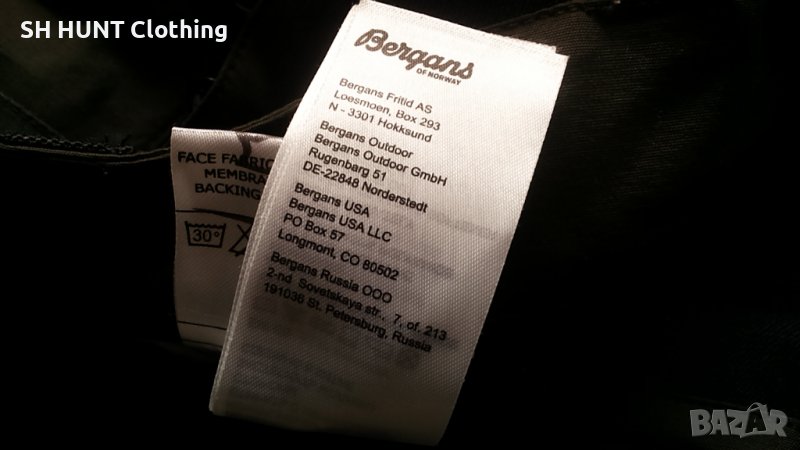 SH HUNT Clothing
Bergans
OF NORWAY
Bergans Fritid AS
Loesmoen, Box 293
N - 3301 Hokksund
Bergans Outdoor
Bergans Outdoor GmbH
Rugenbarg 51
DE-22848 Norderstedt
Bergans USA
Bergans USA LLC
PO Box 57
Longmont, CO 80502
Bergans Russia OOO
2-nd Sovetskaya str., 7, of. 213
191036 St. Petersburg, Russia
FACE FABRIC
MEMBRA
BACKING
30°
BAZAR